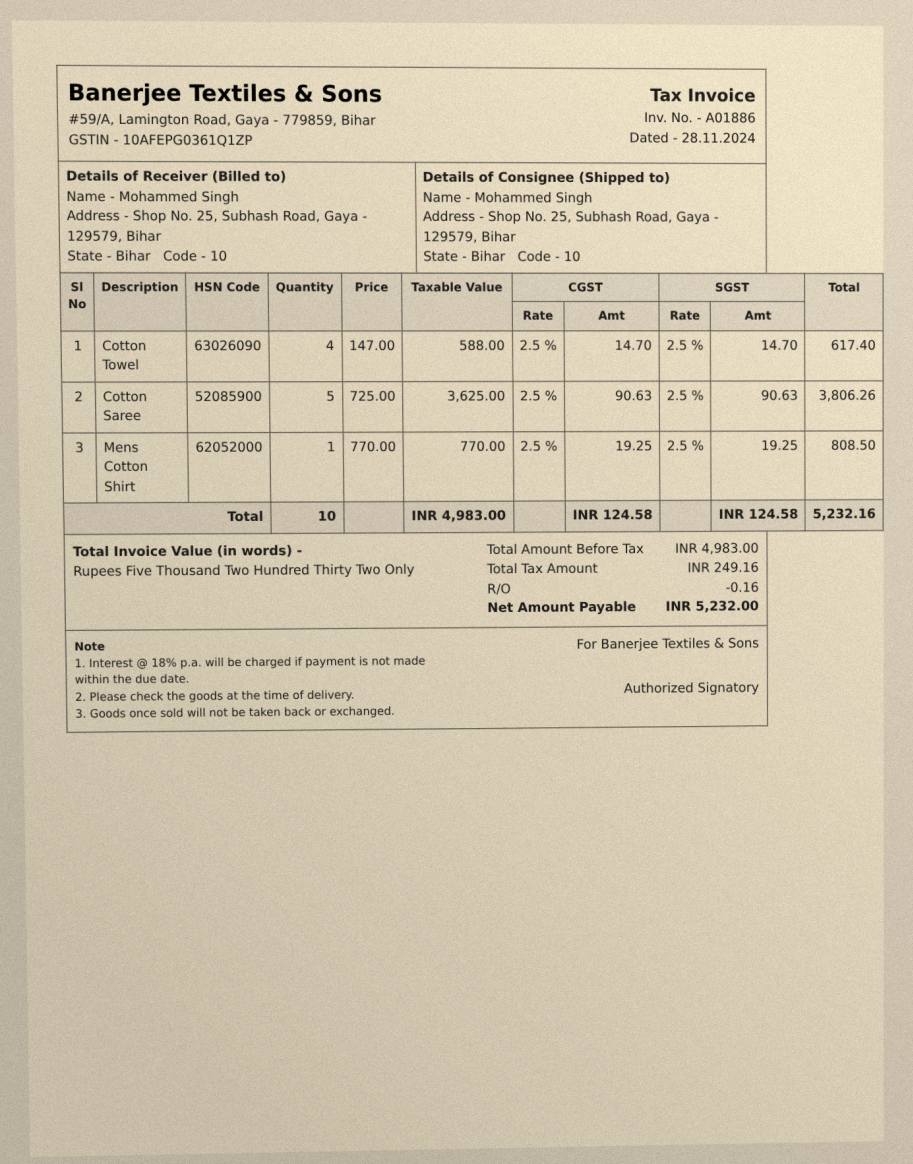 Banerjee Textiles & Sons
Tax Invoice
#59/A, Lamington Road, Gaya - 779859, Bihar
Inv. No. - A01886
GSTIN - 10AFEPG0361Q1ZP
Dated - 28.11.2024
Details of Receiver (Billed to)
Name - Mohammed Singh
Address - Shop No. 25, Subhash Road, Gaya -
129579, Bihar
State - Bihar Code - 10
Details of Consignee (Shipped to)
Name - Mohammed Singh
Address - Shop No. 25, Subhash Road, Gaya -
129579, Bihar
State - Bihar Code - 10
Sl No Description HSN Code Quantity Price Taxable Value CGST SGST Total
Rate Amt Rate Amt
1 Cotton Towel 63026090 4 147.00 588.00 2.5 % 14.70 2.5 % 14.70 617.40
2 Cotton Saree 52085900 5 725.00 3,625.00 2.5 % 90.63 2.5 % 90.63 3,806.26
3 Mens Cotton Shirt 62052000 1 770.00 770.00 2.5 % 19.25 2.5 % 19.25 808.50
Total 10 INR 4,983.00 INR 124.58 INR 124.58 5,232.16
Total Invoice Value (in words) -
Rupees Five Thousand Two Hundred Thirty Two Only
Total Amount Before Tax INR 4,983.00
Total Tax Amount INR 249.16
R/O -0.16
Net Amount Payable INR 5,232.00
Note
1. Interest @ 18% p.a. will be charged if payment is not made
within the due date.
2. Please check the goods at the time of delivery.
3. Goods once sold will not be taken back or exchanged.
For Banerjee Textiles & Sons
Authorized Signatory